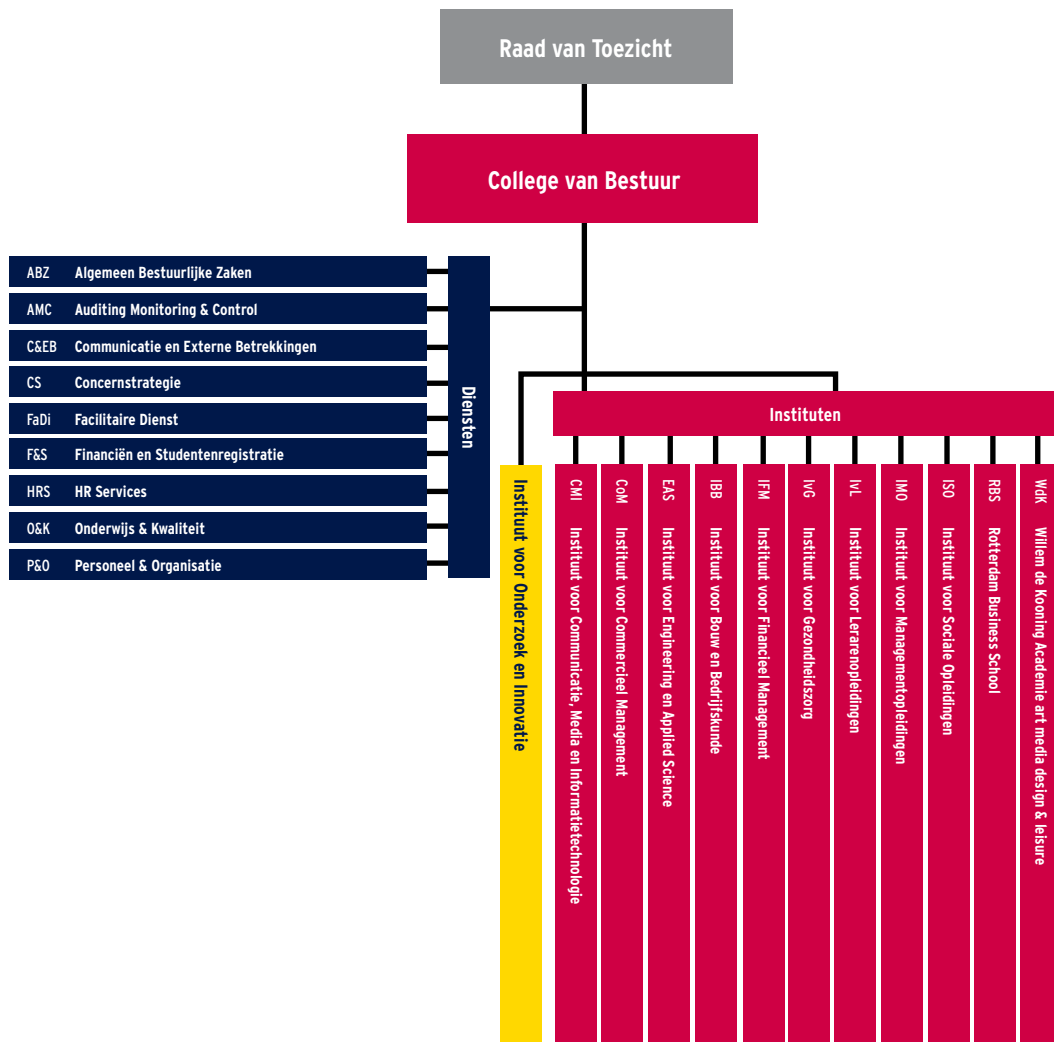 Raad van Toezicht
College van Bestuur
ABZ Algemeen Bestuurlijke Zaken
AMC Auditing Monitoring & Control
C&EB Communicatie en Externe Betrekkingen
CS Concernstrategie
FaDi Facilitaire Dienst
F&S Financiën en Studentenregistratie
HRS HR Services
O&K Onderwijs & Kwaliteit
P&O Personeel & Organisatie
Diensten
Instituten
Instituut voor Onderzoek en Innovatie
CMI Instituut voor Communicatie, Media en Informatietechnologie
CoM Instituut voor Commercieel Management
EAS Instituut voor Engineering en Applied Science
IBB Instituut voor Bouw en Bedrijfskunde
IFM Instituut voor Financieel Management
IvG Instituut voor Gezondheidszorg
IvL Instituut voor Lerarenopleidingen
IMO Instituut voor Managementopleidingen
ISO Instituut voor Sociale Opleidingen
RBS Rotterdam Business School
WdK Willem de Kooning Academie art media design & leisure